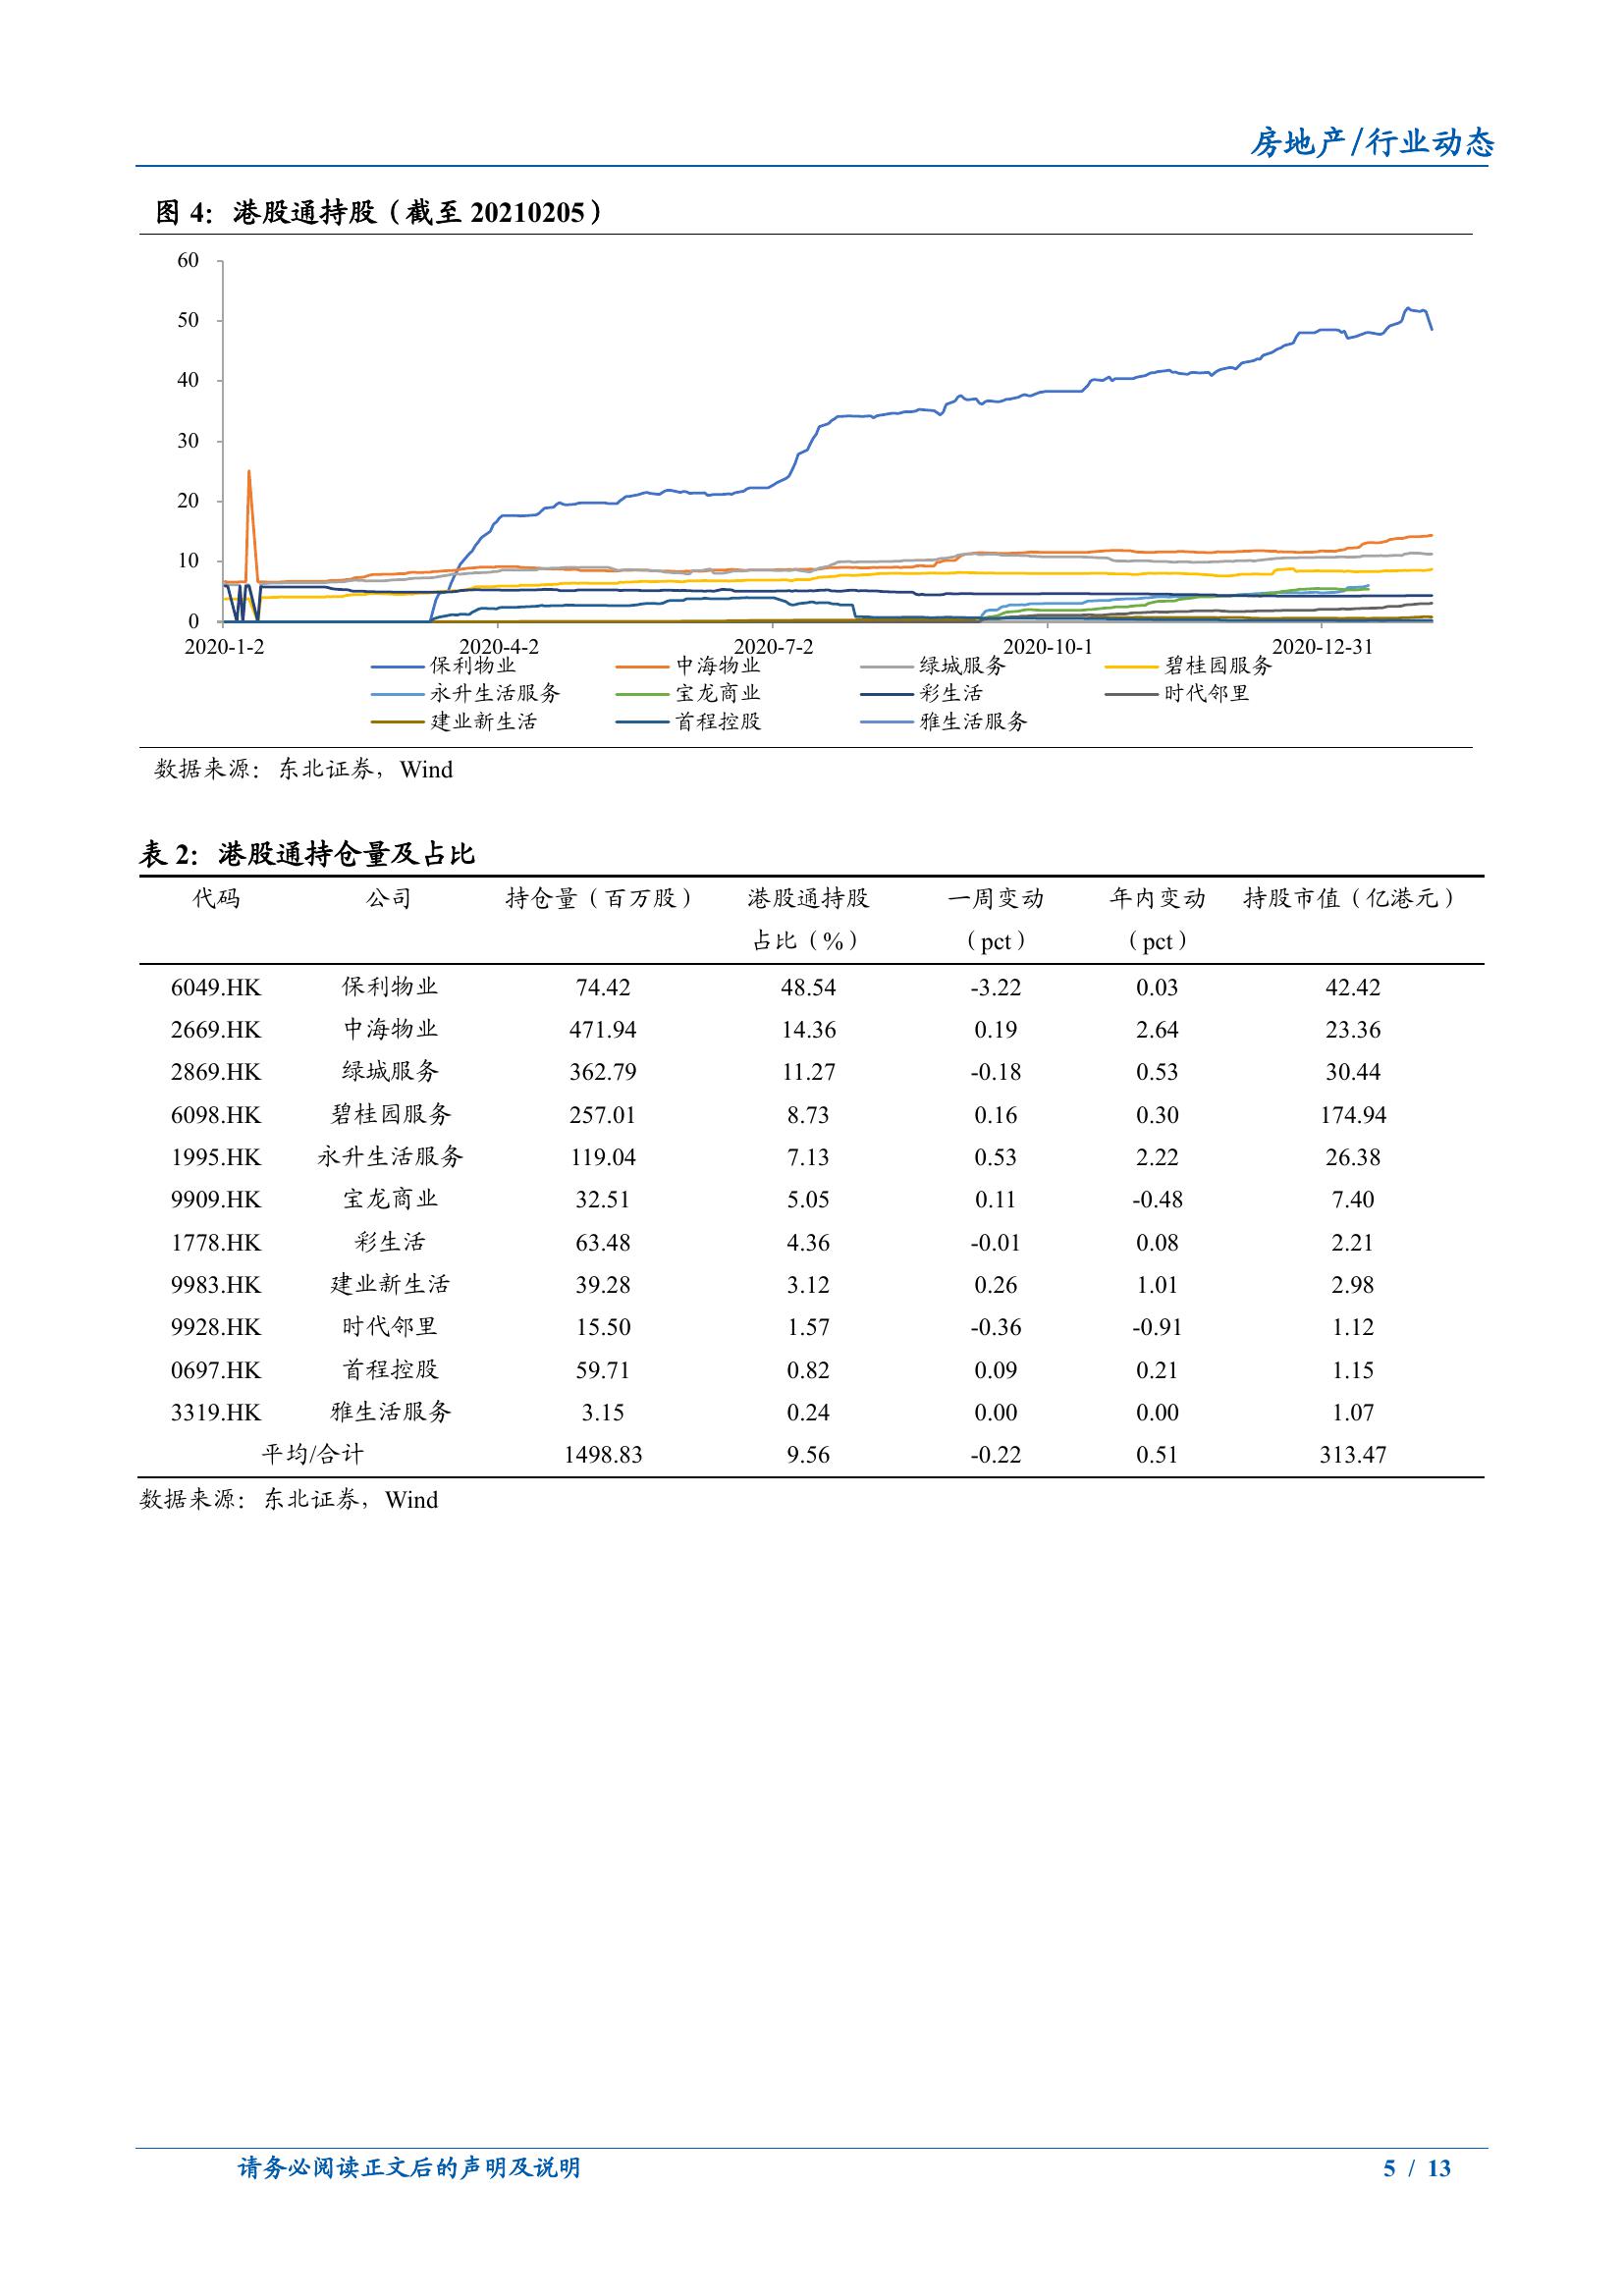 房地产/行业动态
图 4：港股通持股（截至 20210205）
60
50
40
30
20
10
0
2020-1-2 2020-4-2 2020-7-2 2020-10-1 2020-12-31
保利物业 中海物业 绿城服务 碧桂园服务
永升生活服务 宝龙商业 彩生活 时代邻里
建业新生活 首程控股 雅生活服务
数据来源：东北证券，Wind
表 2：港股通持仓量及占比
代码 公司 持仓量（百万股） 港股通持股 一周变动 年内变动 持股市值（亿港元）
占比（%） （pct） （pct）
6049.HK 保利物业 74.42 48.54 -3.22 0.03 42.42
2669.HK 中海物业 471.94 14.36 0.19 2.64 23.36
2869.HK 绿城服务 362.79 11.27 -0.18 0.53 30.44
6098.HK 碧桂园服务 257.01 8.73 0.16 0.30 174.94
1995.HK 永升生活服务 119.04 7.13 0.53 2.22 26.38
9909.HK 宝龙商业 32.51 5.05 0.11 -0.48 7.40
1778.HK 彩生活 63.48 4.36 -0.01 0.08 2.21
9983.HK 建业新生活 39.28 3.12 0.26 1.01 2.98
9928.HK 时代邻里 15.50 1.57 -0.36 -0.91 1.12
0697.HK 首程控股 59.71 0.82 0.09 0.21 1.15
3319.HK 雅生活服务 3.15 0.24 0.00 0.00 1.07
平均/合计 1498.83 9.56 -0.22 0.51 313.47
数据来源：东北证券，Wind
请务必阅读正文后的声明及说明 5 / 13